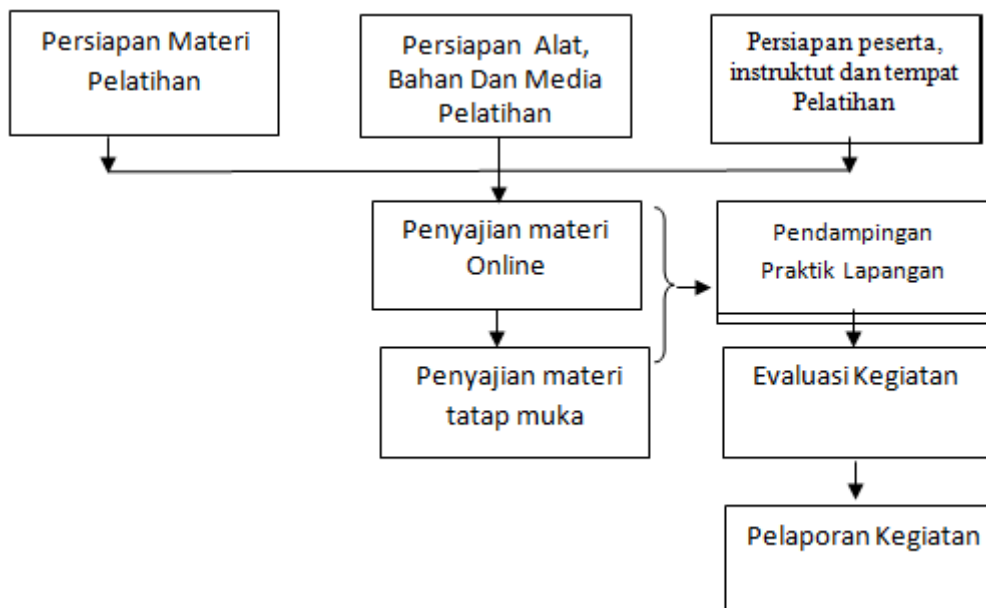 Persiapan Materi
Pelatihan
Persiapan Alat,
Bahan Dan Media
Pelatihan
Persiapan peserta,
instruktut dan tempat
Pelatihan
Penyajian materi
Online
Pendampingan
Praktik Lapangan
Penyajian materi
tatap muka
Evaluasi Kegiatan
Pelaporan Kegiatan